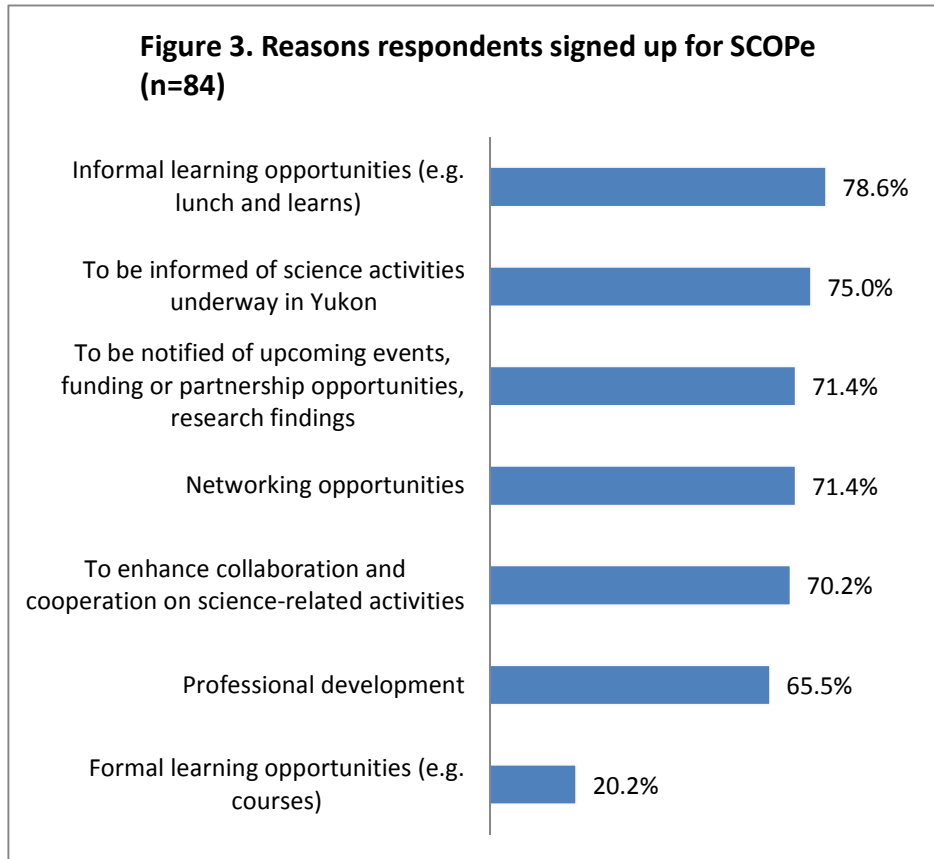 Figure 3. Reasons respondents signed up for SCOPe
(n=84)
Informal learning opportunities (e.g.
lunch and learns)
78.6%
To be informed of science activities
underway in Yukon
75.0%
To be notified of upcoming events,
funding or partnership opportunities,
research findings
71.4%
Networking opportunities
71.4%
To enhance collaboration and
cooperation on science-related activities
70.2%
Professional development
65.5%
Formal learning opportunities (e.g.
courses)
20.2%